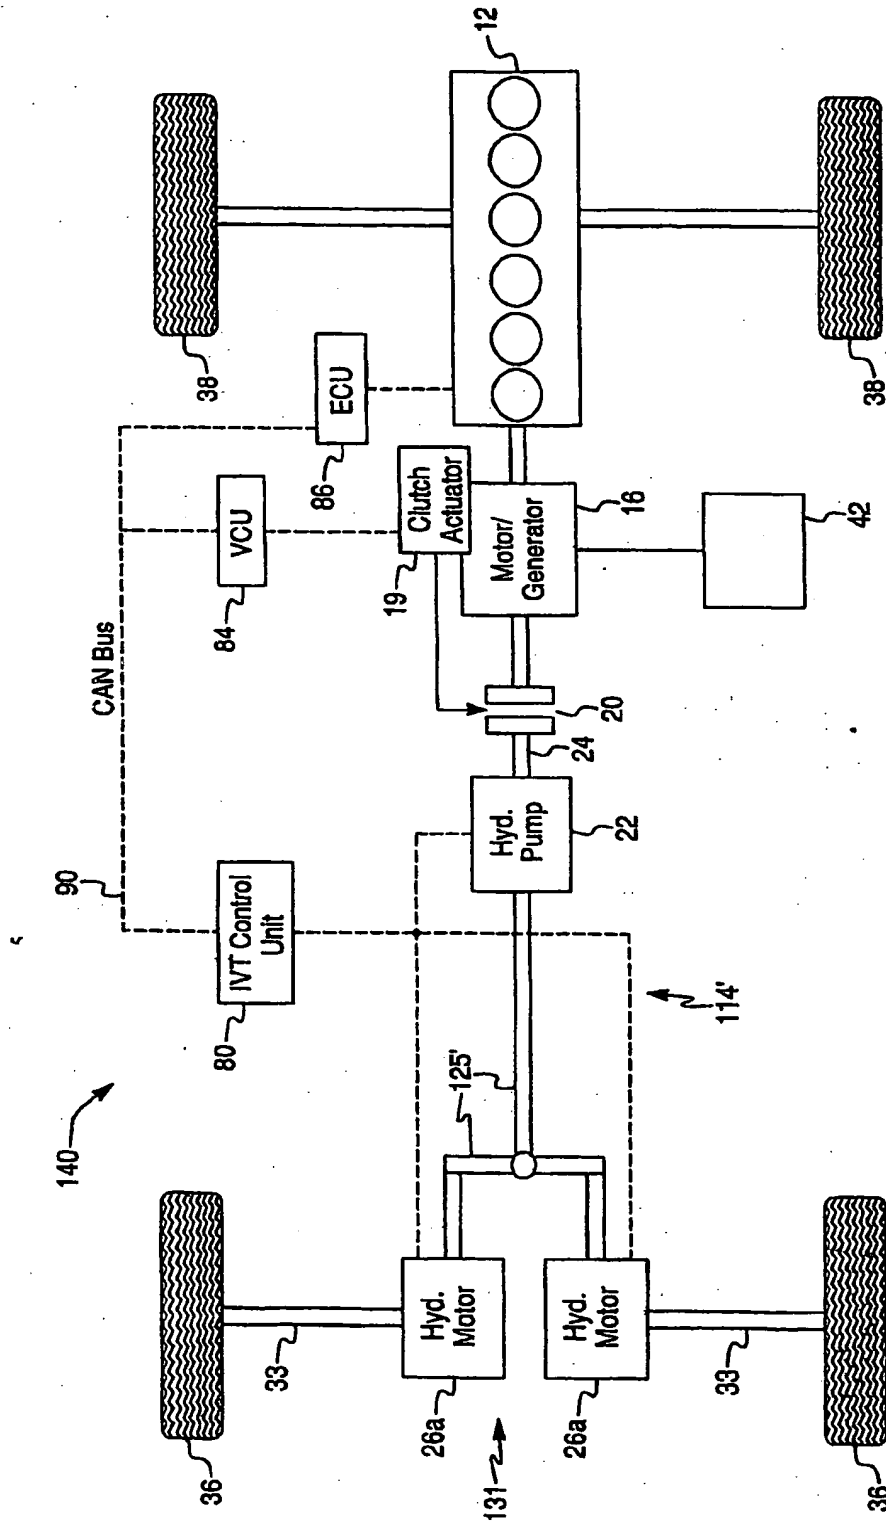 140
36
33
26a
Hyd.
Motor
131
Hyd.
Motor
26a
33
36
125'
114'
80
IVT Control
Unit
90
CAN Bus
Hyd.
Pump
22
24
20
84
VCU
19
Clutch
Actuator
Motor/
Generator
16
42
86
ECU
38
12
38